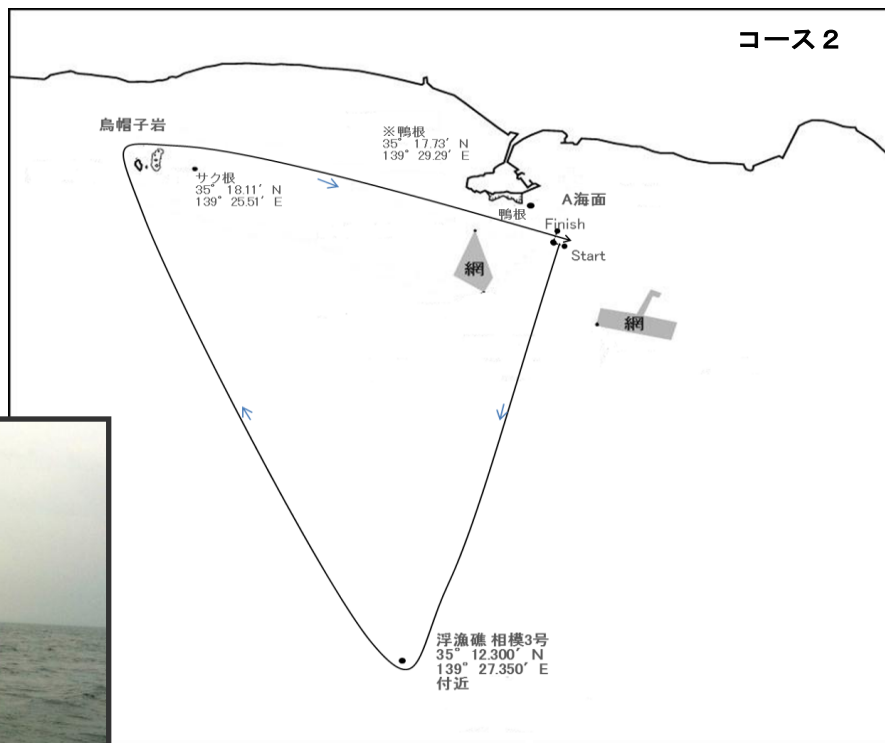 コース２
烏帽子岩
※鴨根
35° 17.73′ N
139° 29.29′ E
サク根
35° 18.11′ N
139° 25.51′ E
鴨根
A海面
Finish
Start
網
網
浮漁礁 相模3号
35° 12.300′ N
139° 27.350′ E
付近